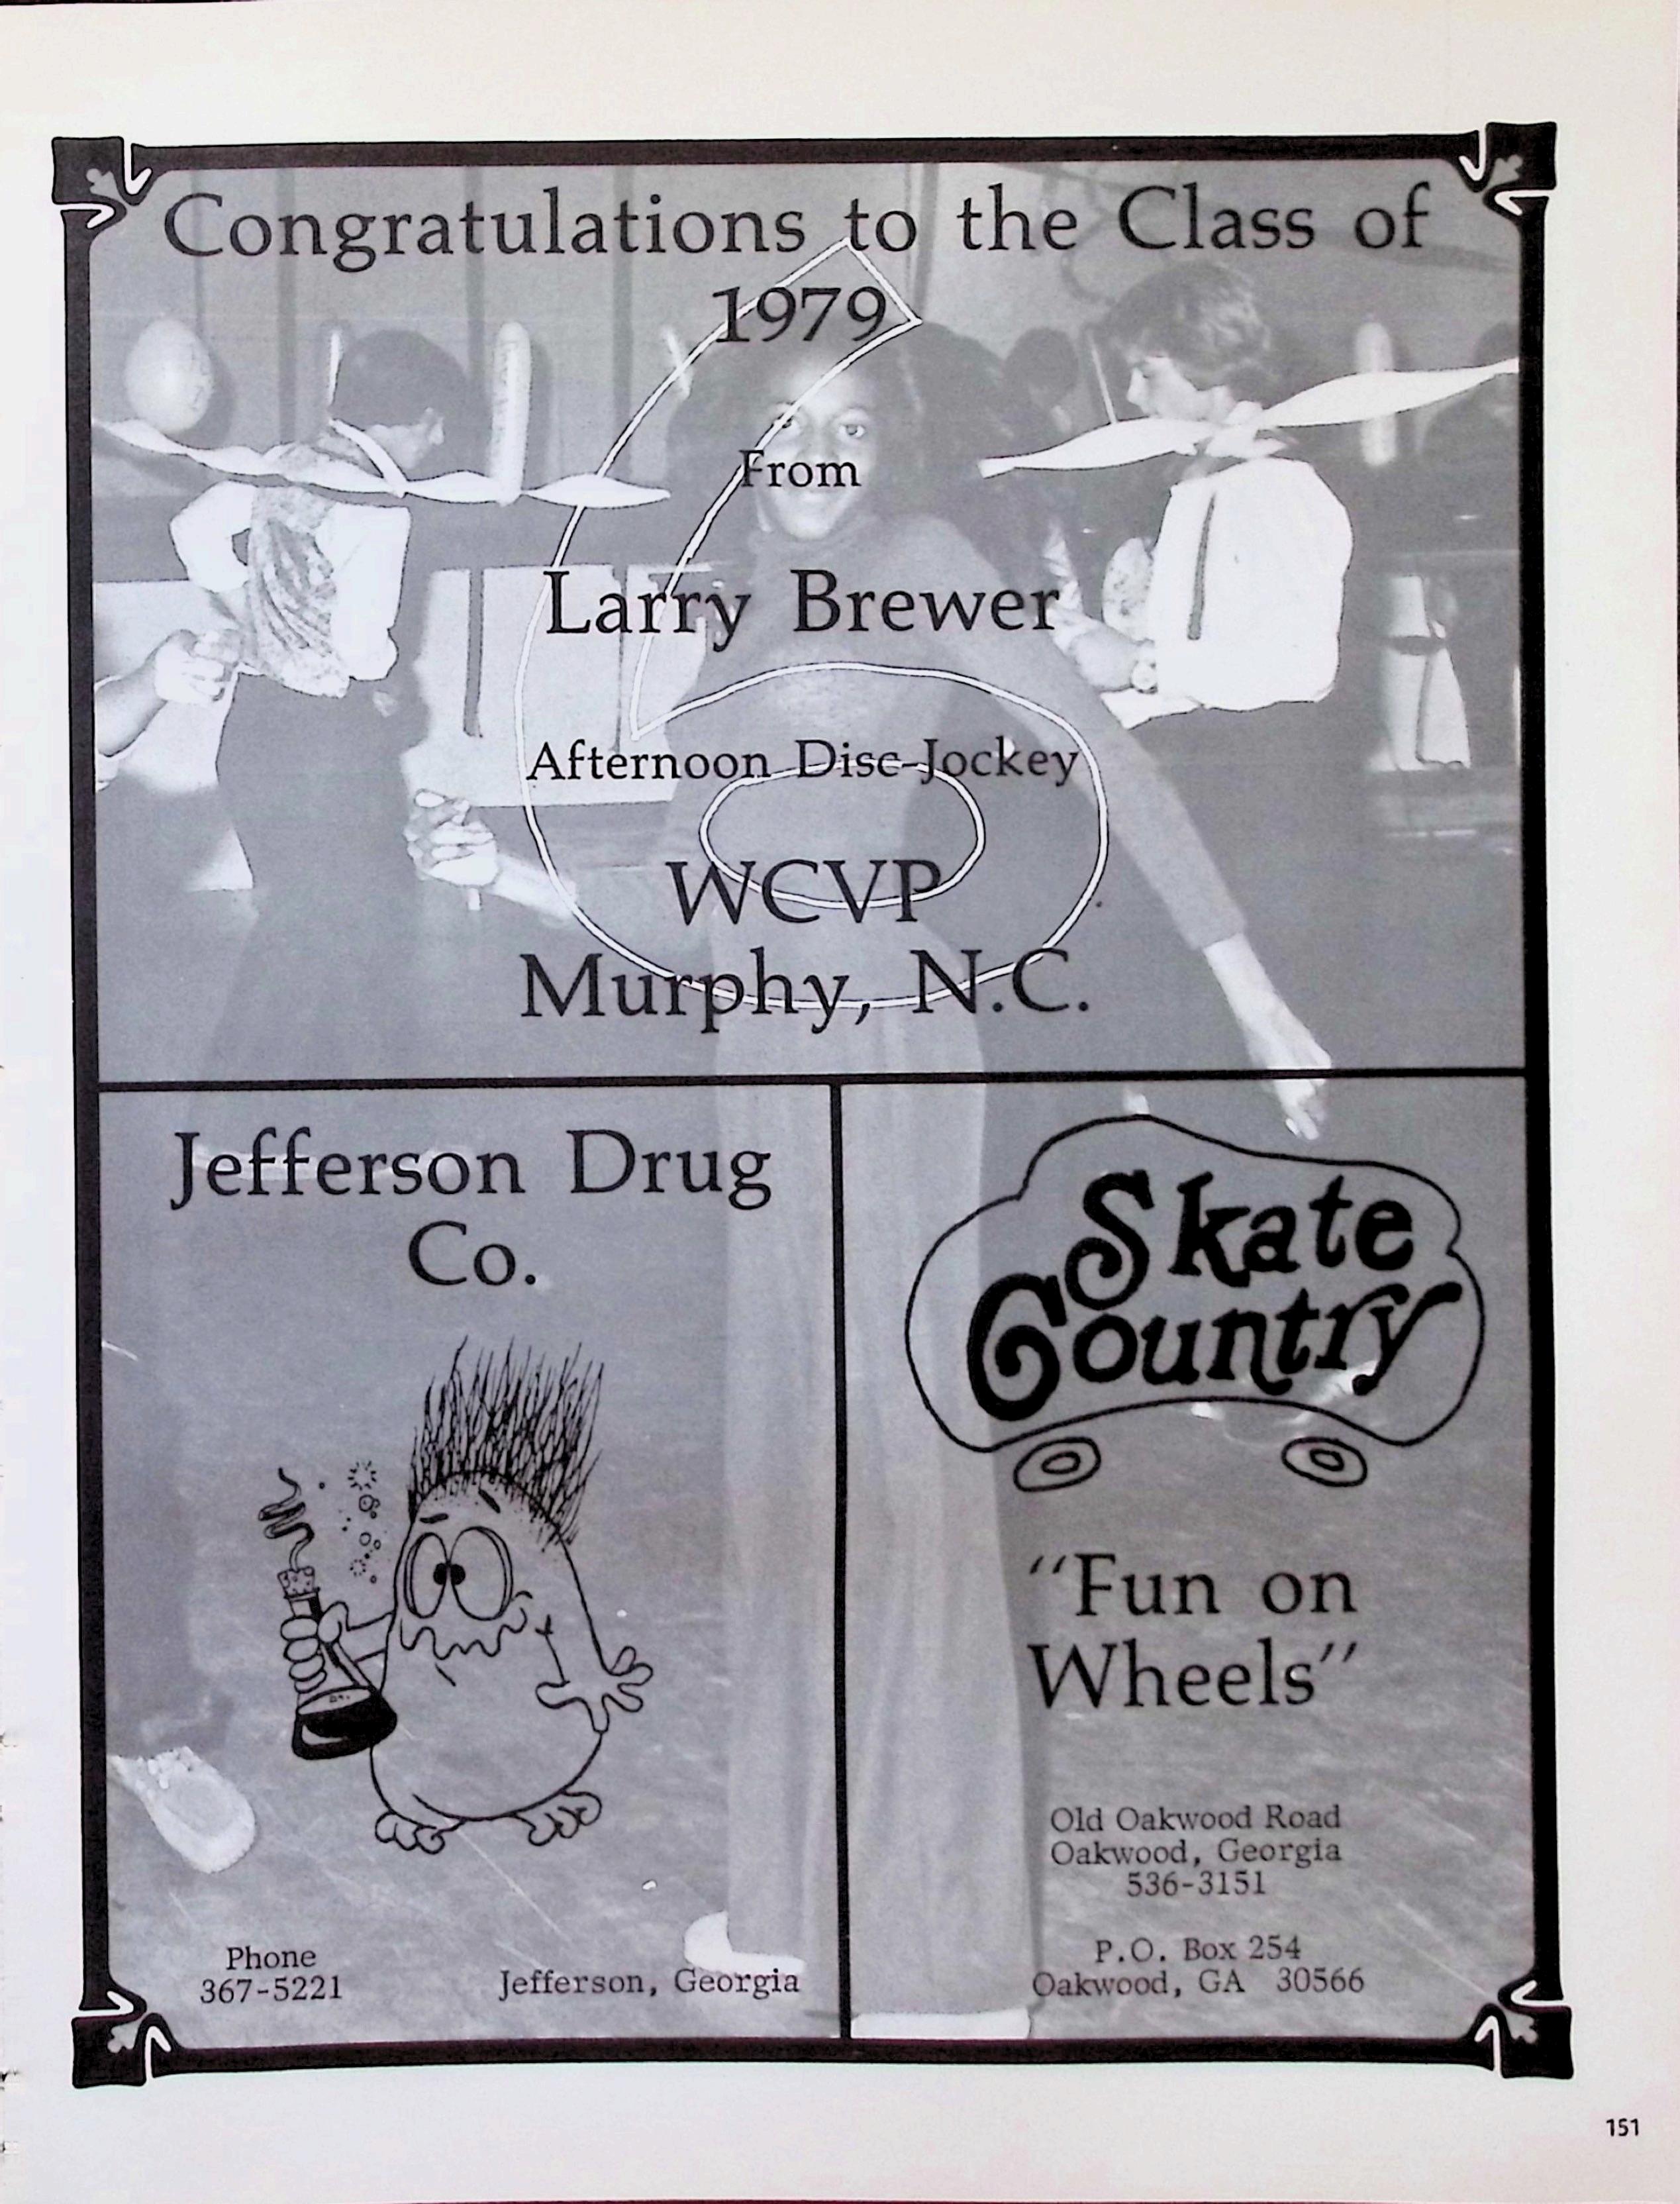 Congratulations to the Class of
1979
From
Larry Brewer
Afternoon Disc Jockey
WCVP
Murphy, N.C.
Jefferson Drug
Co.
Phone
367-5221
Jefferson, Georgia
Skate
Country
"Fun on
Wheels"
Old Oakwood Road
Oakwood, Georgia
536-3151
P.O. Box 254
Oakwood, GA 30566
151